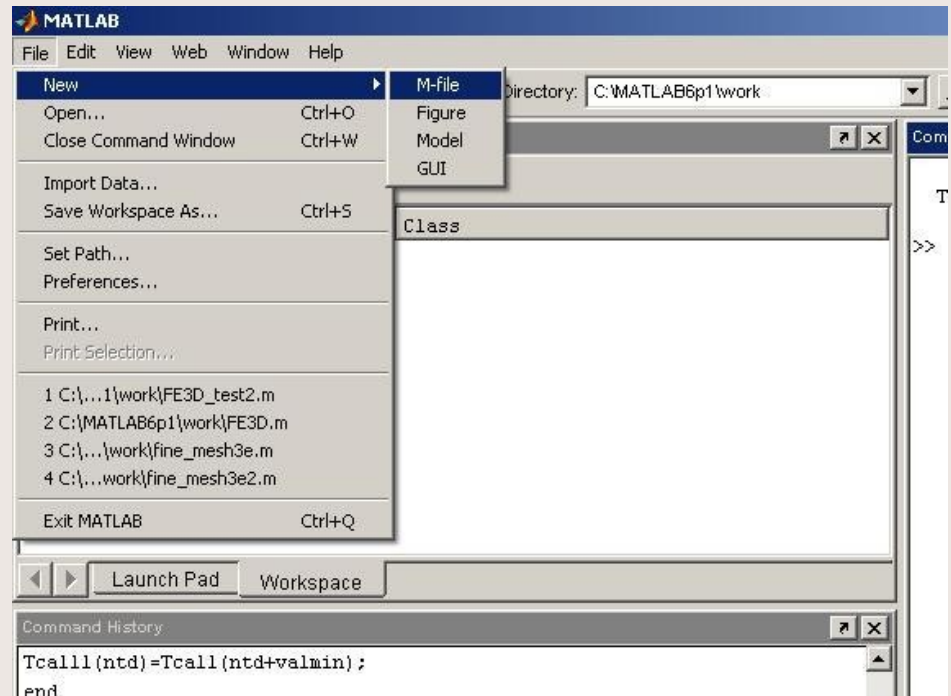 MATLAB
File Edit View Web Window Help
New
Open... Ctrl+O
Close Command Window Ctrl+W
Import Data...
Save Workspace As... Ctrl+S
Set Path...
Preferences...
Print...
Print Selection...
1 C:\...1\work\FE3D_test2.m
2 C:\MATLAB6p1\work\FE3D.m
3 C:\...\work\fine_mesh3e.m
4 C:\...work\fine_mesh3e2.m
Exit MATLAB Ctrl+Q
M-file
Figure
Model
GUI
Directory: C:\MATLAB6p1\work
Class
Com
T
>>
Launch Pad Workspace
Command History
Tcalll(ntd)=Tcall(ntd+valmin);
end